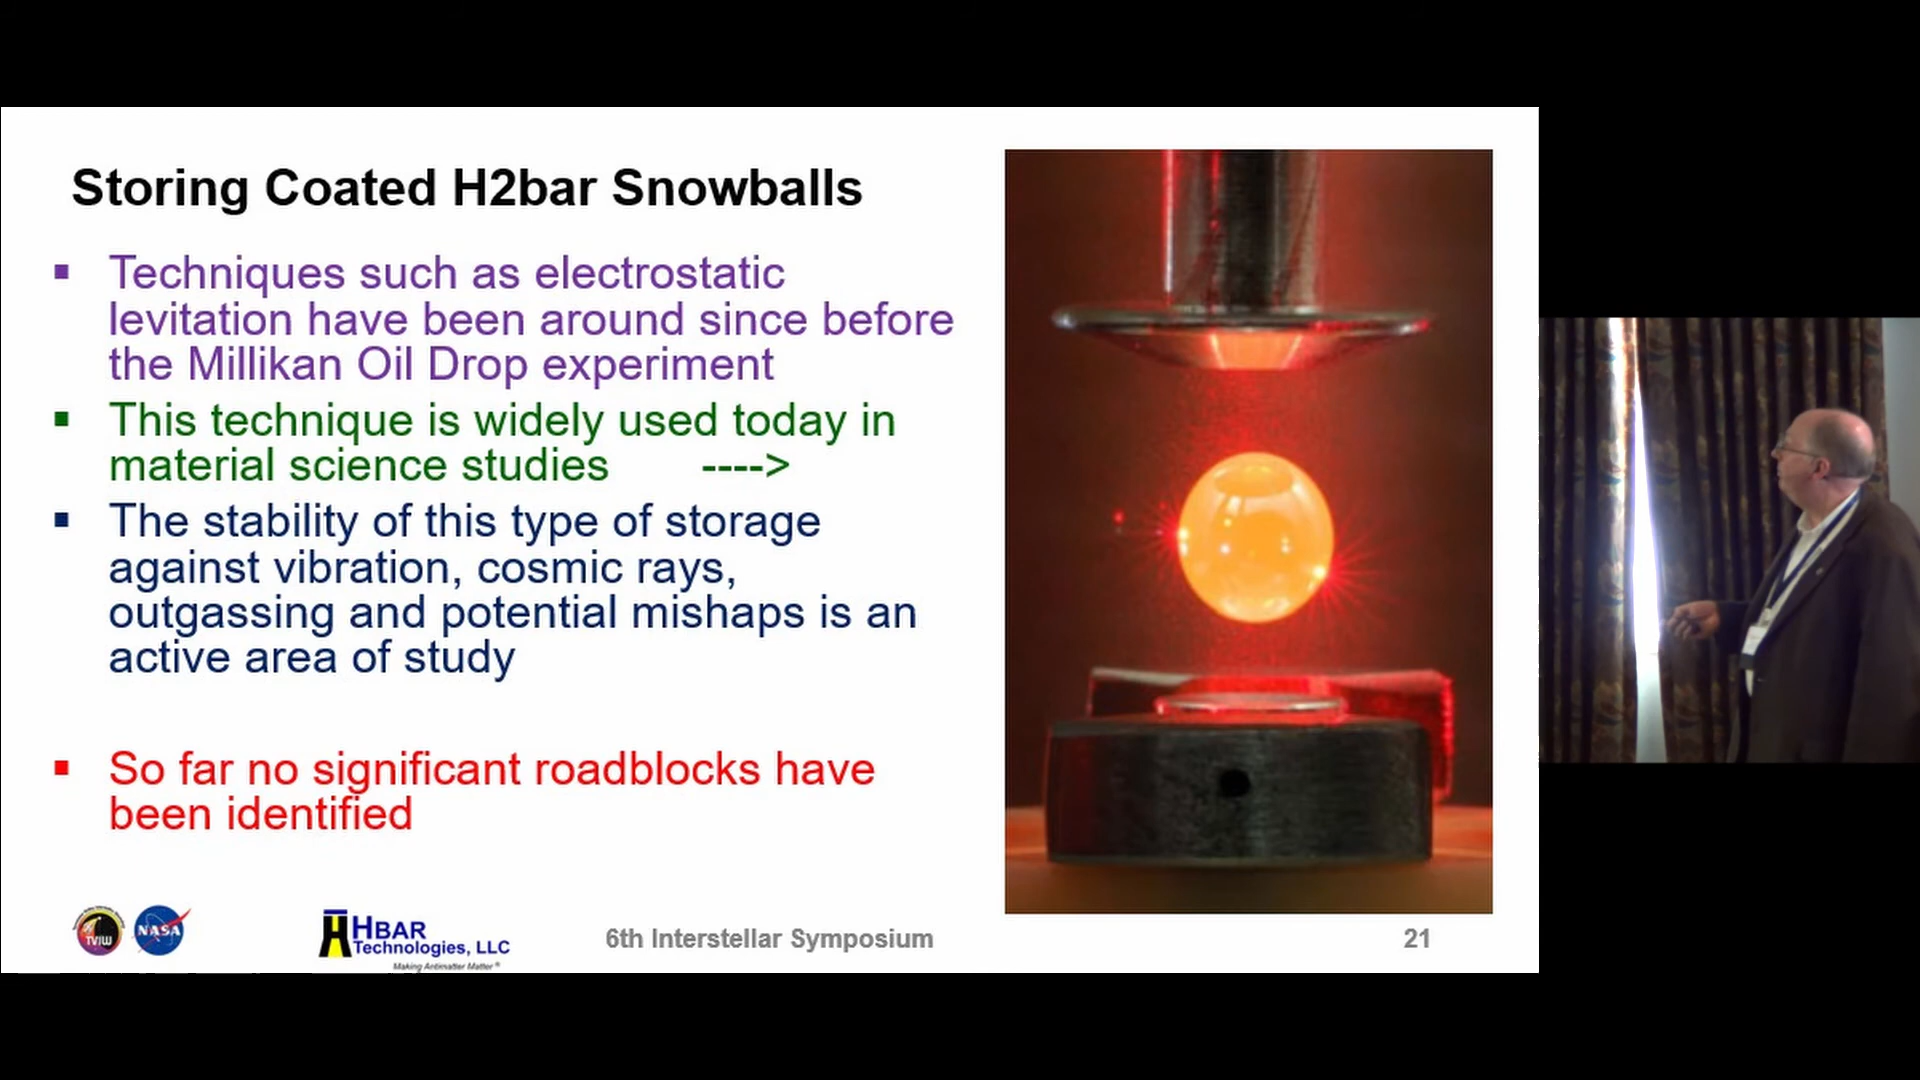 Storing Coated H2bar Snowballs
Techniques such as electrostatic
levitation have been around since before
the Millikan Oil Drop experiment
This technique is widely used today in
material science studies ---->
The stability of this type of storage
against vibration, cosmic rays,
outgassing and potential mishaps is an
active area of study
So far no significant roadblocks have
been identified
TVIW
NASA
HBAR
Technologies, LLC
Making Antimatter Matter ®
6th Interstellar Symposium
21